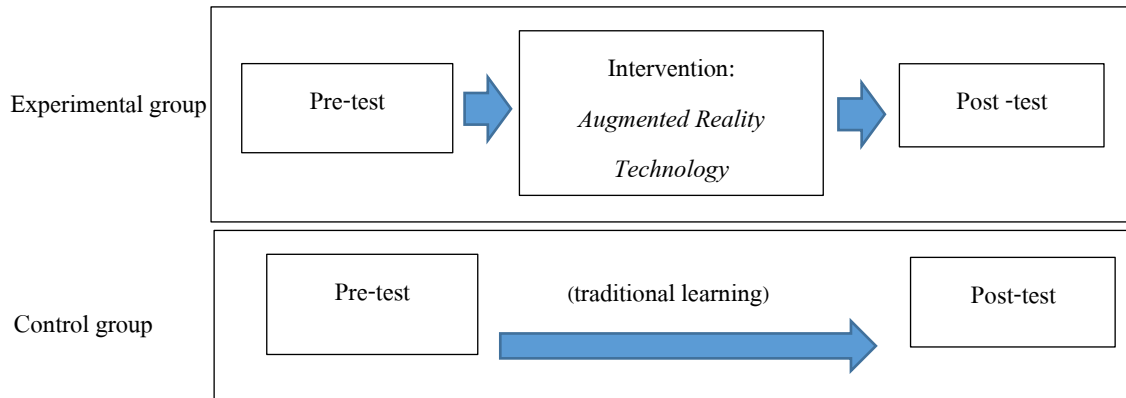 Experimental group
Pre-test
Intervention:
Augmented Reality
Technology
Post -test
Control group
Pre-test
(traditional learning)
Post-test